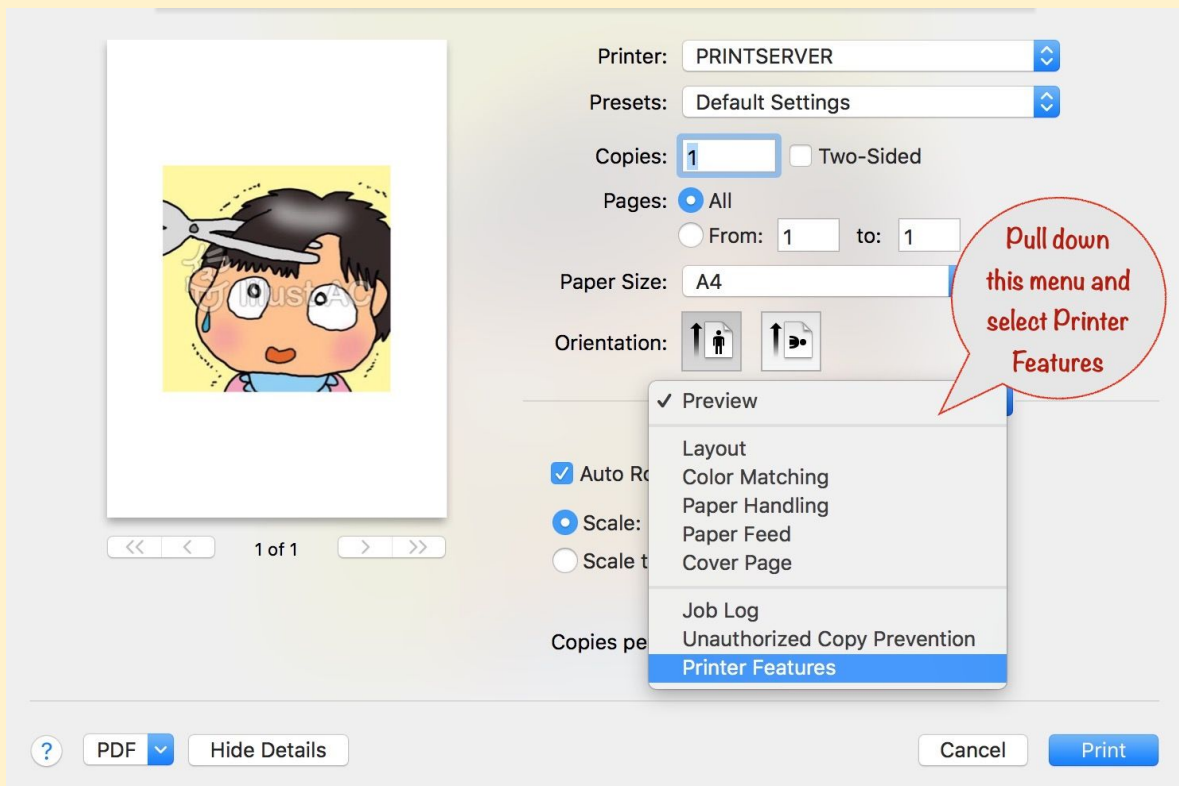 Printer: PRINTSERVER
Presets: Default Settings
Copies: 1 Two-Sided
Pages: All
From: 1 to: 1
Paper Size: A4
Orientation:
Pull down
this menu and
select Printer
Features
✓ Preview
Layout
Auto Ro
Color Matching
Paper Handling
Scale:
Paper Feed
Scale t
Cover Page
Job Log
Copies pe
Unauthorized Copy Prevention
Printer Features
illustAC
<< < 1 of 1 > >>
? PDF Hide Details Cancel Print